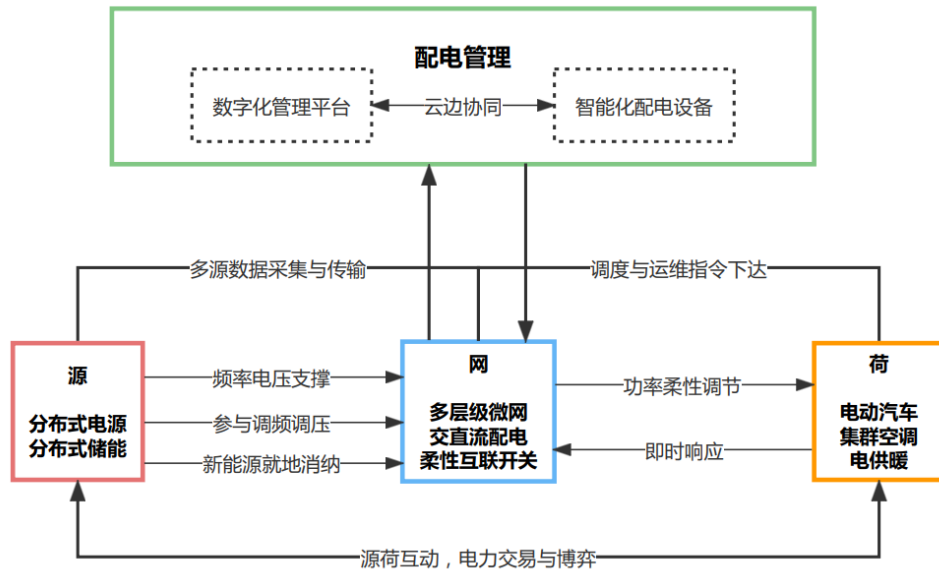 配电管理
数字化管理平台
云边协同
智能化配电设备
多源数据采集与传输
调度与运维指令下达
源
分布式电源
分布式储能
频率电压支撑
参与调频调压
新能源就地消纳
网
多层级微网
交直流配电
柔性互联开关
功率柔性调节
即时响应
荷
电动汽车
集群空调
电供暖
源荷互动，电力交易与博弈